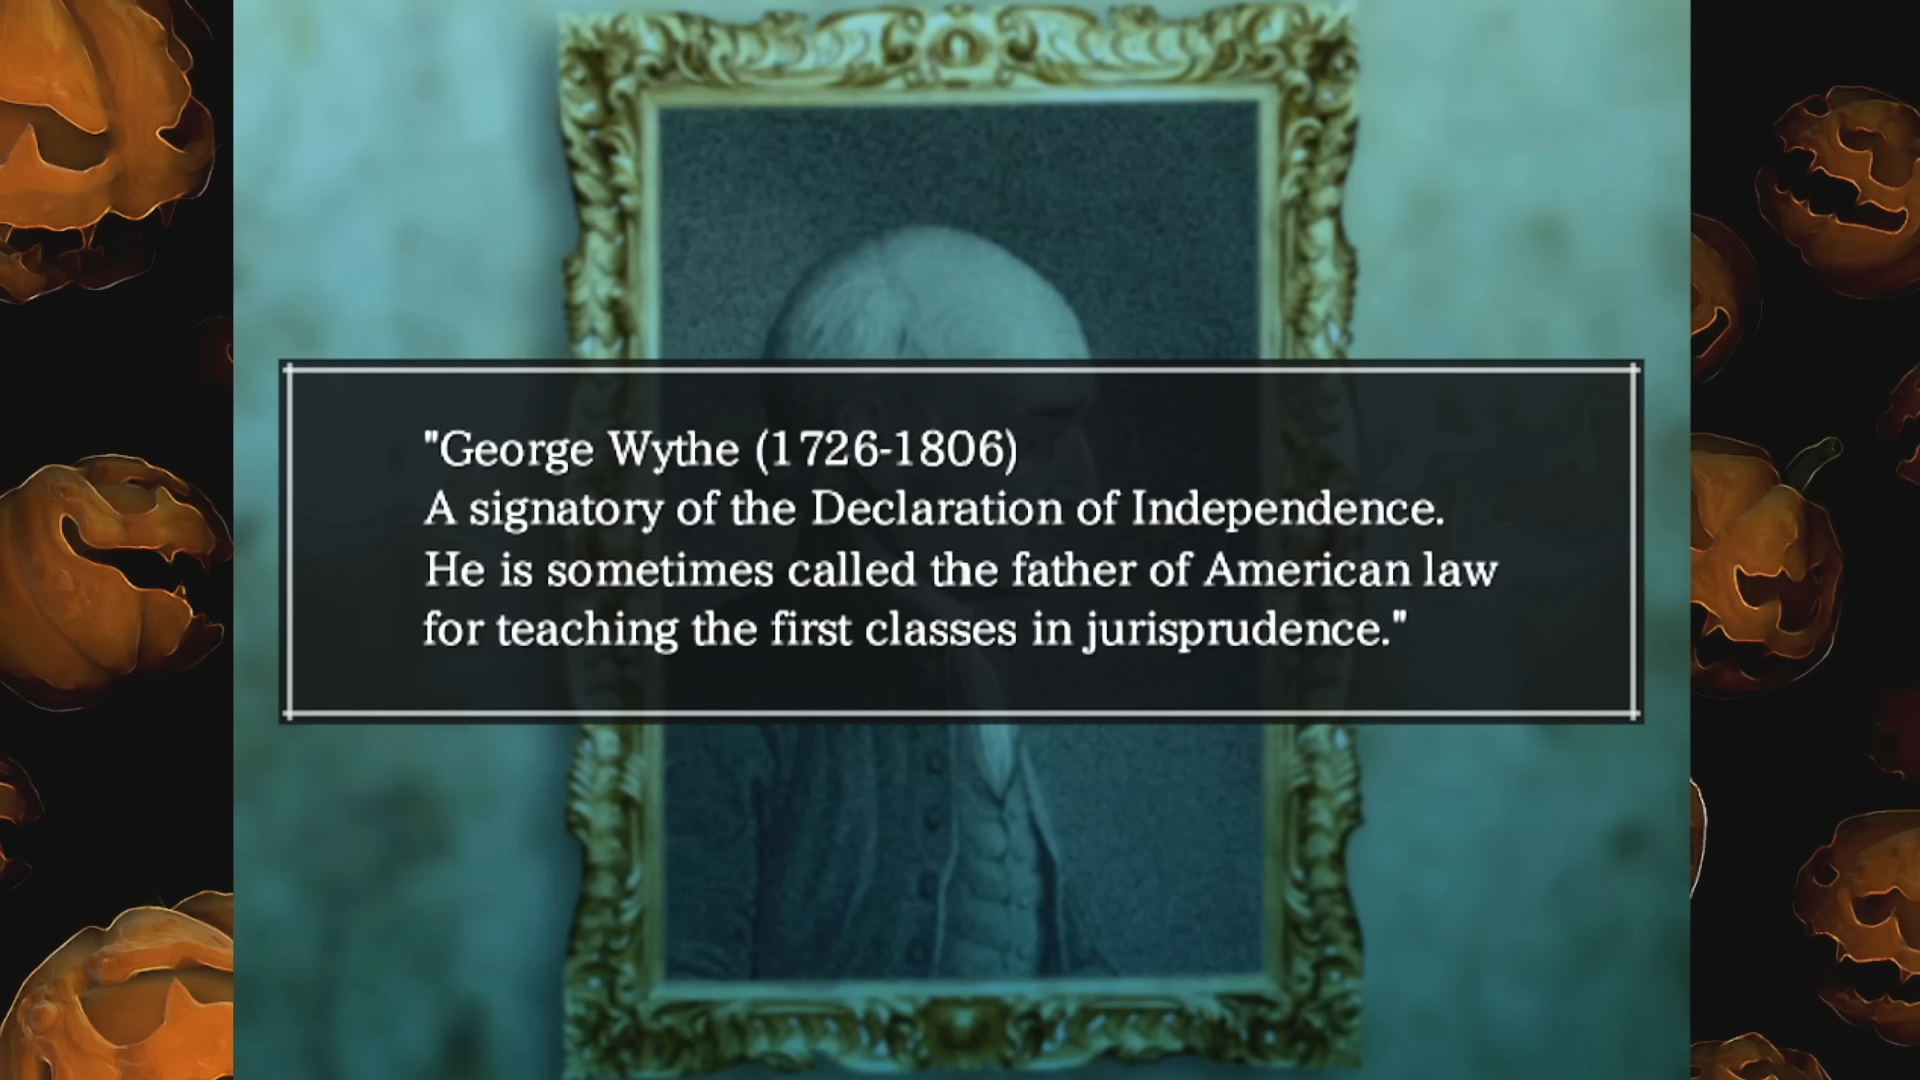 "George Wythe (1726-1806)
A signatory of the Declaration of Independence.
He is sometimes called the father of American law
for teaching the first classes in jurisprudence."